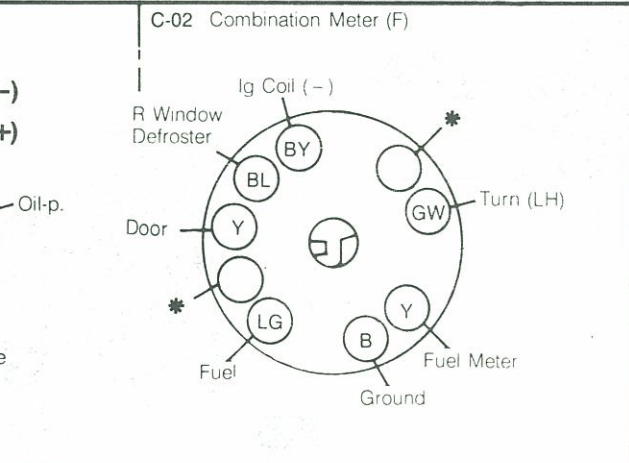 C-02 Combination Meter (F)
-)
+)
Oil-p.
e
Ig Coil (-)
R Window
Defroster
*
BY
BL
Door
Y
GW
Turn (LH)
*
LG
Y
B
Fuel
Fuel Meter
Ground